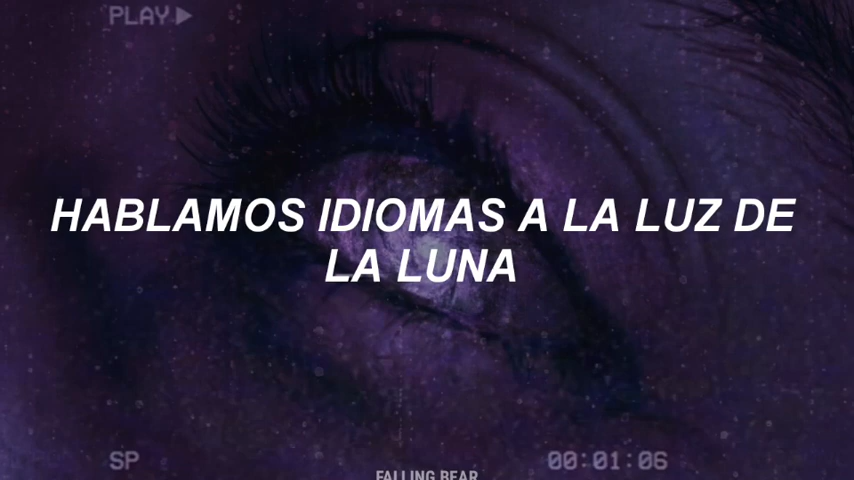 PLAY
HABLAMOS IDIOMAS A LA LUZ DE
LA LUNA
SP
00:01:06
FALLING BEAR